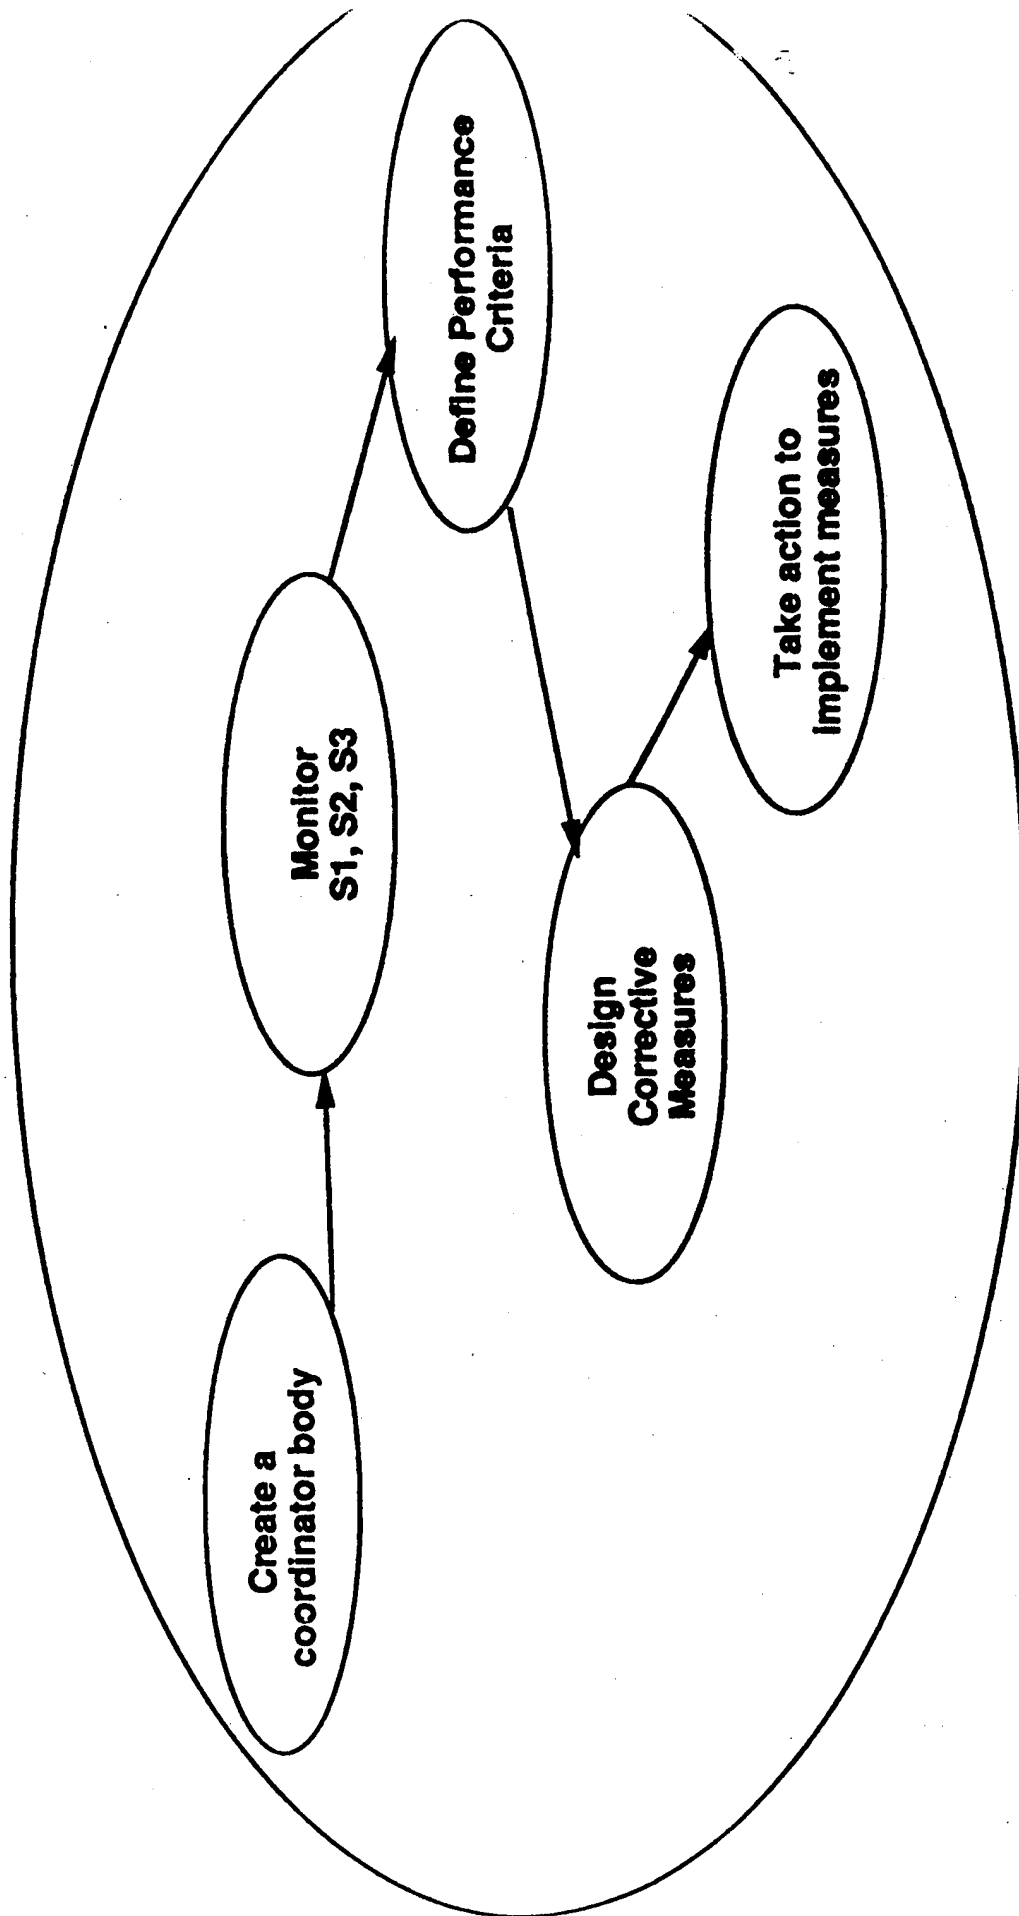 Create a
coordinator body
Monitor
S1, S2, S3
Define Performance
Criteria
Design
Corrective
Measures
Take action to
implement measures